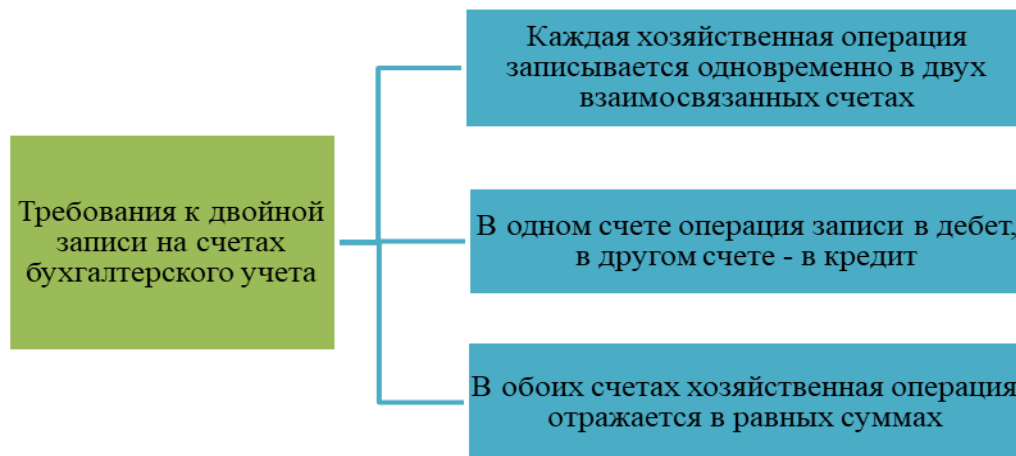 Требования к двойной
записи на счетах
бухгалтерского учета
Каждая хозяйственная операция
записывается одновременно в двух
взаимосвязанных счетах
В одном счете операция записи в дебет,
в другом счете - в кредит
В обоих счетах хозяйственная операция
отражается в равных суммах